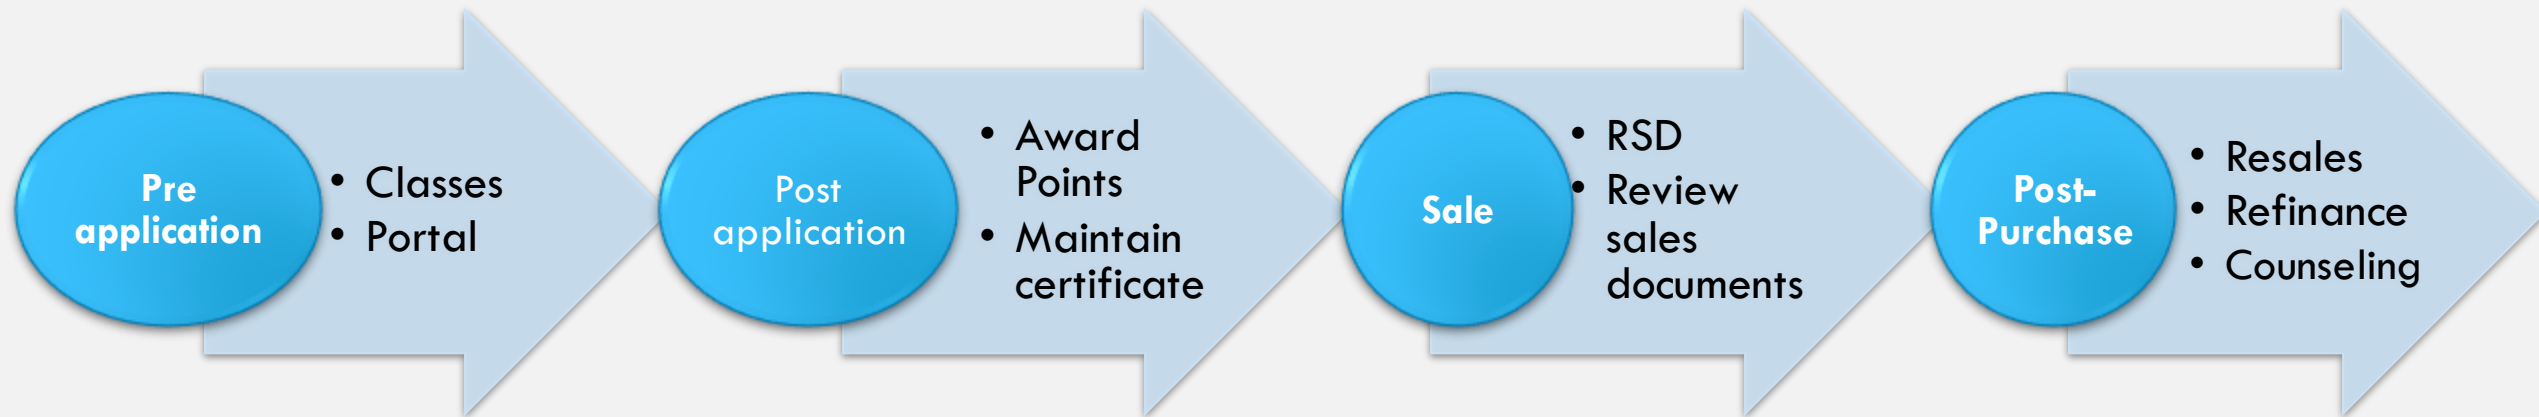 Pre
application
• Classes
• Portal
Post
application
• Award
Points
• Maintain
certificate
Sale
• RSD
• Review
sales
documents
Post-
Purchase
• Resales
• Refinance
• Counseling